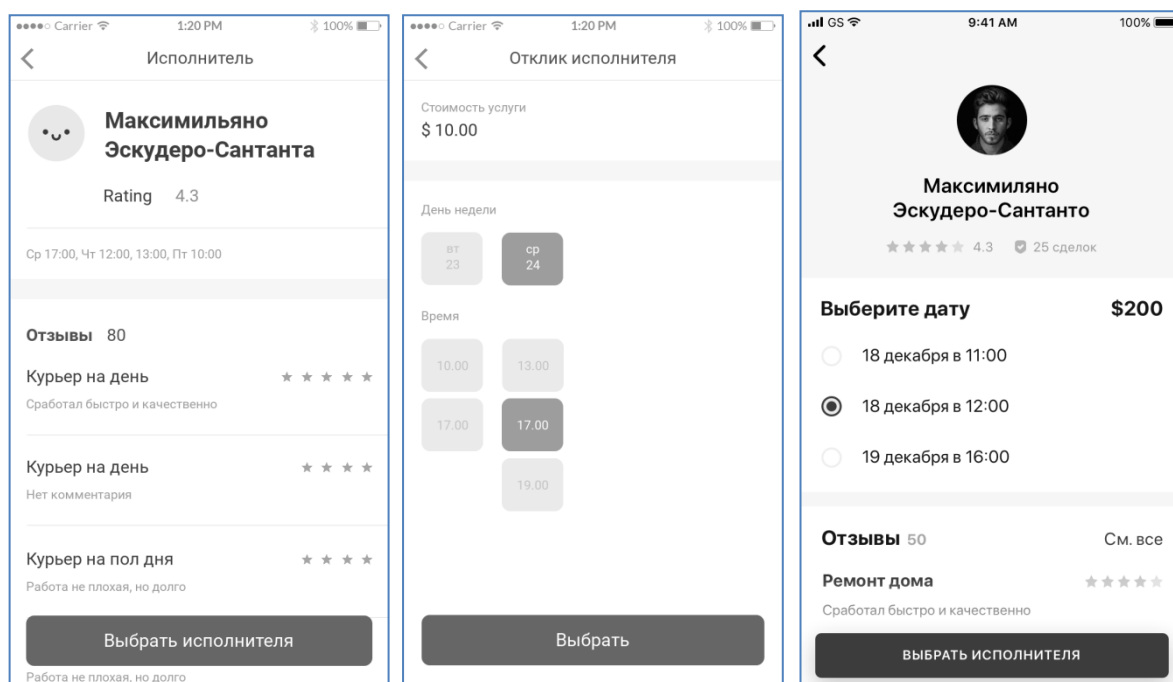 Carrier 1:20 PM 100%
Исполнитель
Максимильяно
Эскудеро-Сантанта
Rating 4.3
Ср 17:00, Чт 12:00, 13:00, Пт 10:00
Отзывы 80
Курьер на день
Сработал быстро и качественно
Курьер на день
Нет комментария
Курьер на пол дня
Работа не плохая, но долго
Выбрать исполнителя
Работа не плохая, но долго
Carrier 1:20 PM 100%
Отклик исполнителя
Стоимость услуги
$ 10.00
День недели
вт ср
23 24
Время
10.00 13.00
17.00 17.00
19.00
Выбрать
GS 9:41 AM 100%
Максимиляно
Эскудеро-Сантанто
4.3 25 сделок
Выберите дату $200
18 декабря в 11:00
18 декабря в 12:00
19 декабря в 16:00
Отзывы 50 См. все
Ремонт дома
Сработал быстро и качественно
ВЫБРАТЬ ИСПОЛНИТЕЛЯ